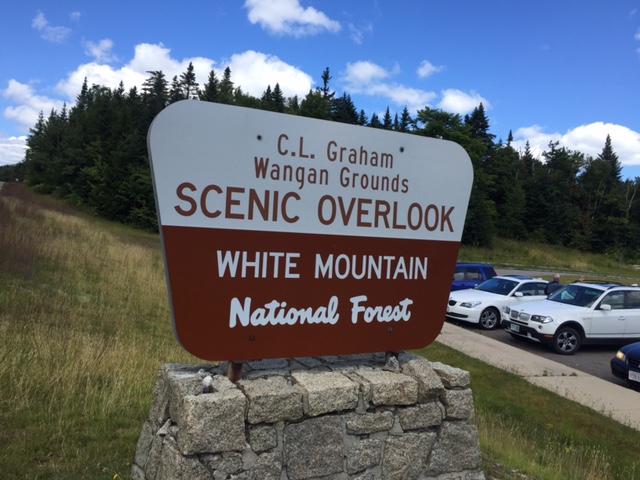 C.L. Graham
Wangan Grounds
SCENIC OVERLOOK
WHITE MOUNTAIN
National Forest